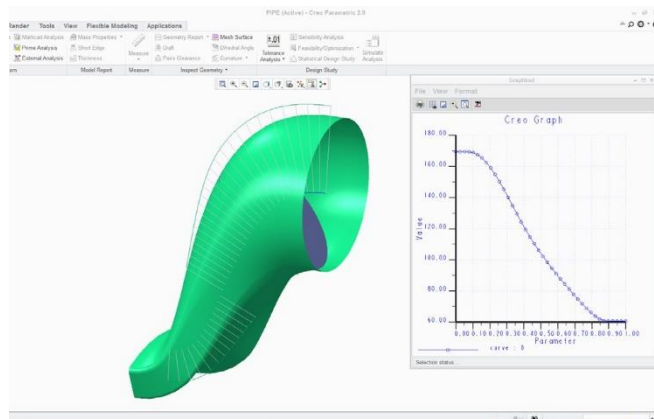 PIPE (Active) - Creo Parametric 3.0
Render Tools View Flexible Modeling Applications
Mathcad Analysis Mass Properties Geometry Report Mesh Surface Sensitivity Analysis
Prime Analysis Short Edge Measure Draft Dihedral Angle Tolerance Analysis Feasibility/Optimization Simulate Analysis
External Analysis Thickness Pairs Clearance Curvature Statistical Design Study
Model Report Measure Inspect Geometry Design Study
Graphtool
File View Format
Creo Graph
180.00
160.00
140.00
120.00
100.00
80.00
60.00
Value
0.00 0.10 0.20 0.30 0.40 0.50 0.60 0.70 0.80 0.90 1.00
Parameter
curve : 0
Selection status ...